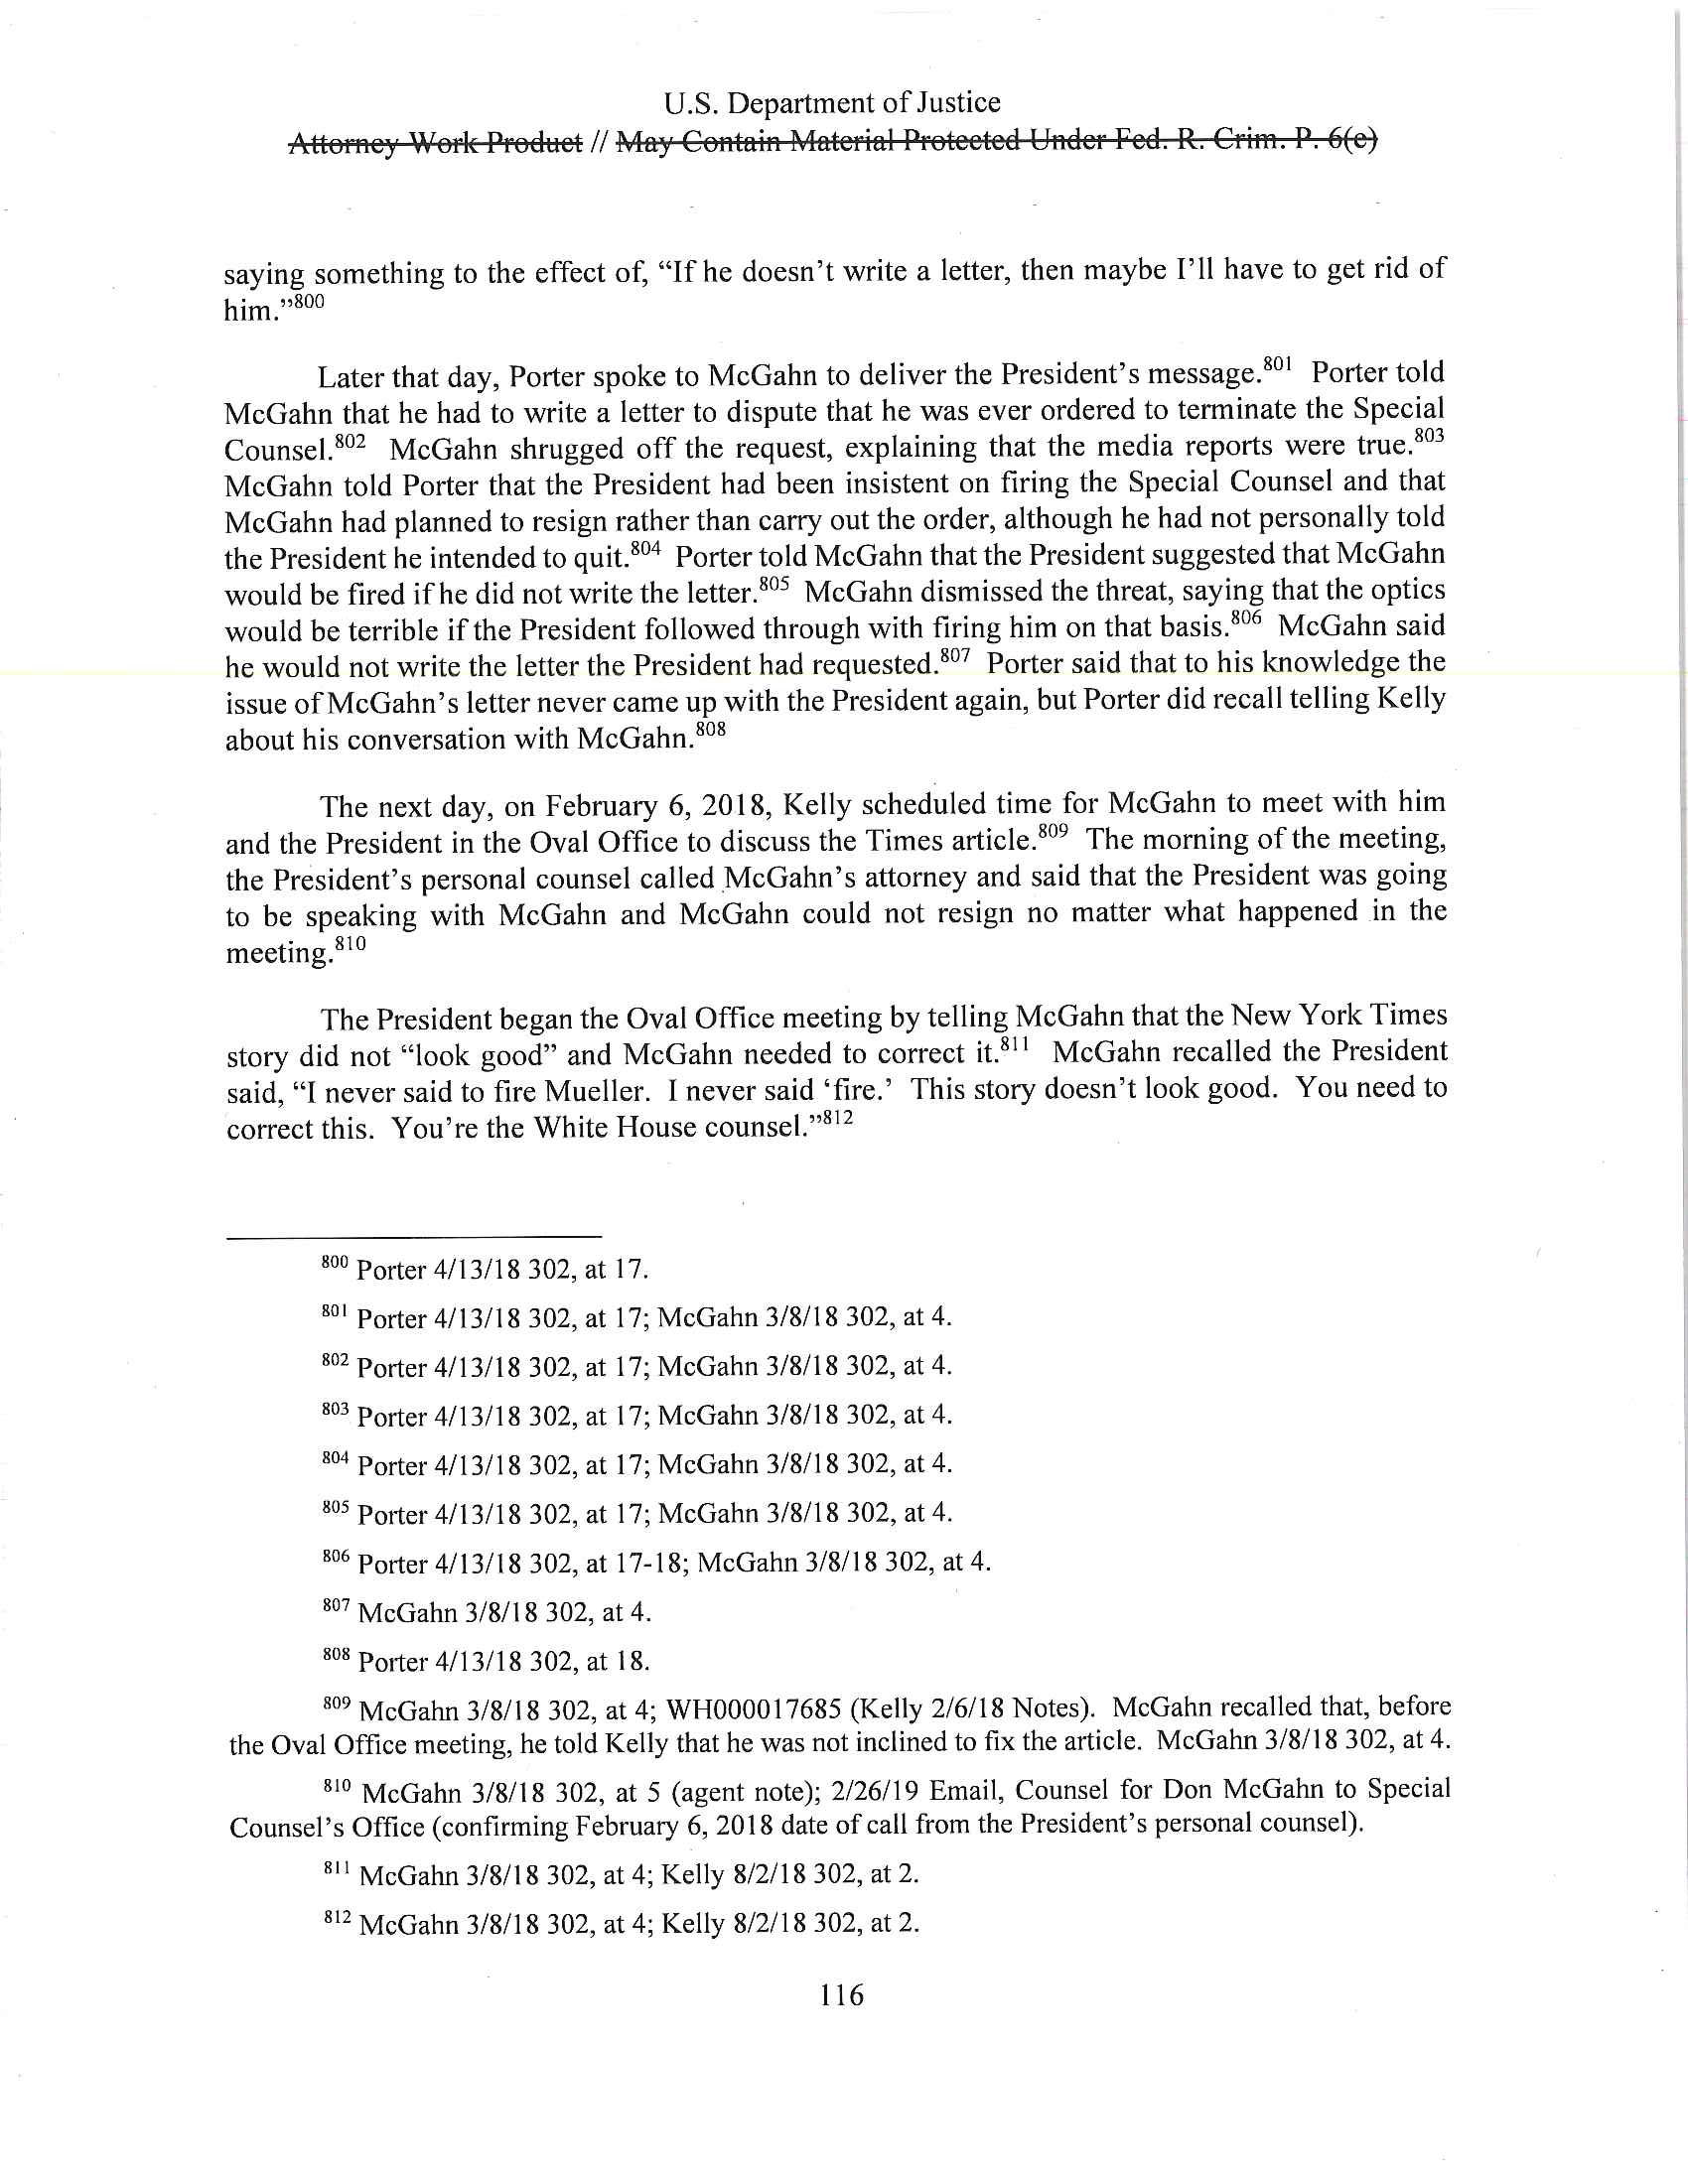 U.S. Department of Justice
Attorney Work Product // May Contain Material Protected Under Fed. R. Crim. P. 6(e)
saying something to the effect of, “If he doesn’t write a letter, then maybe I’ll have to get rid of
him.”800
Later that day, Porter spoke to McGahn to deliver the President’s message.801 Porter told
McGahn that he had to write a letter to dispute that he was ever ordered to terminate the Special
Counsel.802 McGahn shrugged off the request, explaining that the media reports were true.803
McGahn told Porter that the President had been insistent on firing the Special Counsel and that
McGahn had planned to resign rather than carry out the order, although he had not personally told
the President he intended to quit.804 Porter told McGahn that the President suggested that McGahn
would be fired if he did not write the letter.805 McGahn dismissed the threat, saying that the optics
would be terrible if the President followed through with firing him on that basis.806 McGahn said
he would not write the letter the President had requested.807 Porter said that to his knowledge the
issue of McGahn’s letter never came up with the President again, but Porter did recall telling Kelly
about his conversation with McGahn.808
The next day, on February 6, 2018, Kelly scheduled time for McGahn to meet with him
and the President in the Oval Office to discuss the Times article.809 The morning of the meeting,
the President’s personal counsel called McGahn’s attorney and said that the President was going
to be speaking with McGahn and McGahn could not resign no matter what happened in the
meeting.810
The President began the Oval Office meeting by telling McGahn that the New York Times
story did not “look good” and McGahn needed to correct it.811 McGahn recalled the President
said, “I never said to fire Mueller. I never said ‘fire.’ This story doesn’t look good. You need to
correct this. You’re the White House counsel.”812
800 Porter 4/13/18 302, at 17.
801 Porter 4/13/18 302, at 17; McGahn 3/8/18 302, at 4.
802 Porter 4/13/18 302, at 17; McGahn 3/8/18 302, at 4.
803 Porter 4/13/18 302, at 17; McGahn 3/8/18 302, at 4.
804 Porter 4/13/18 302, at 17; McGahn 3/8/18 302, at 4.
805 Porter 4/13/18 302, at 17; McGahn 3/8/18 302, at 4.
806 Porter 4/13/18 302, at 17-18; McGahn 3/8/18 302, at 4.
807 McGahn 3/8/18 302, at 4.
808 Porter 4/13/18 302, at 18.
809 McGahn 3/8/18 302, at 4; WH000017685 (Kelly 2/6/18 Notes). McGahn recalled that, before
the Oval Office meeting, he told Kelly that he was not inclined to fix the article. McGahn 3/8/18 302, at 4.
810 McGahn 3/8/18 302, at 5 (agent note); 2/26/19 Email, Counsel for Don McGahn to Special
Counsel’s Office (confirming February 6, 2018 date of call from the President’s personal counsel).
811 McGahn 3/8/18 302, at 4; Kelly 8/2/18 302, at 2.
812 McGahn 3/8/18 302, at 4; Kelly 8/2/18 302, at 2.
116